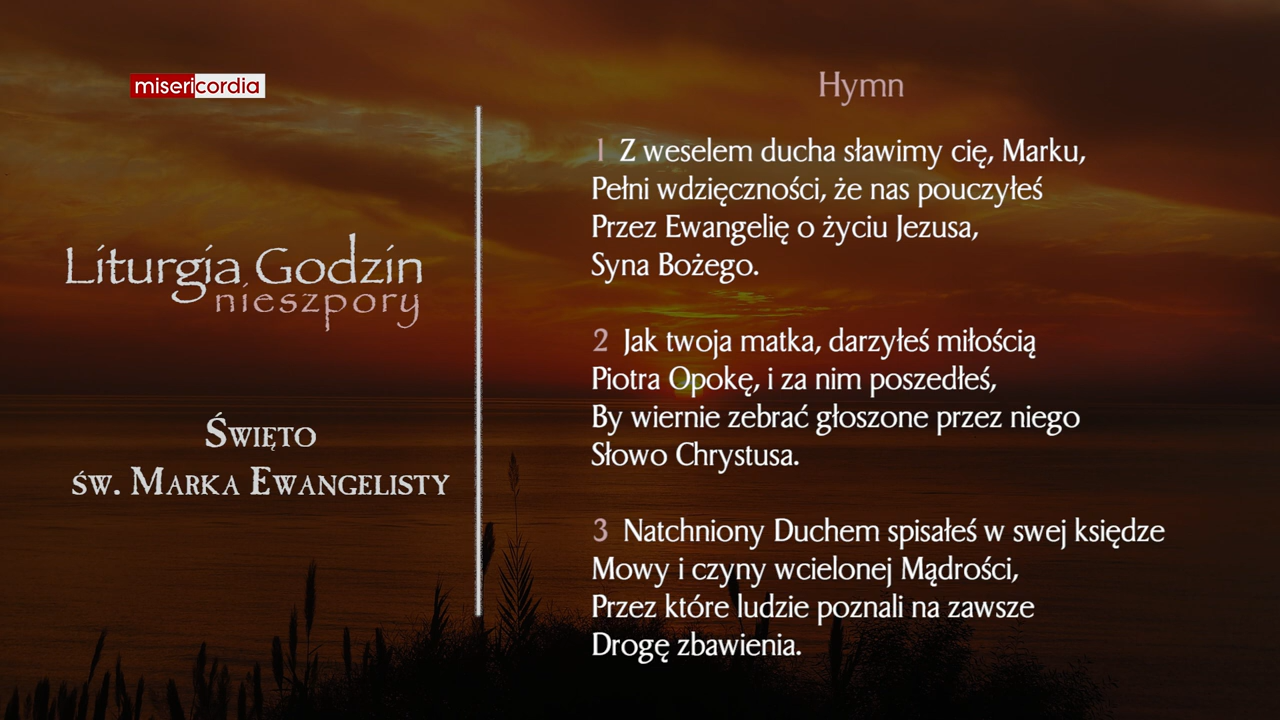 misericordia
Liturgia Godzin
nieszpory
Święto
św. Marka Ewangelisty
Hymn
1 Z weselem ducha sławimy cię, Marku,
Pełni wdzięczności, że nas pouczyłeś
Przez Ewangelię o życiu Jezusa,
Syna Bożego.
2 Jak twoja matka, darzyłeś miłością
Piotra Opokę, i za nim poszedłeś,
By wiernie zebrać głoszone przez niego
Słowo Chrystusa.
3 Natchniony Duchem spisałeś w swej księdze
Mowy i czyny wcielonej Mądrości,
Przez które ludzie poznali na zawsze
Drogę zbawienia.